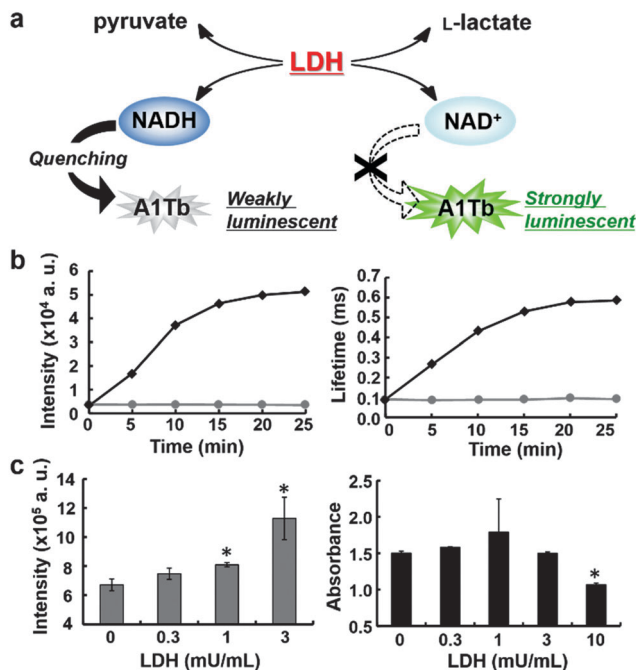 a
pyruvate
L-lactate
LDH
NADH
NAD⁺
Quenching
A1Tb
Weakly
luminescent
A1Tb
Strongly
luminescent
b
Intensity (x10⁴ a. u.)
6
5
4
3
2
1
0
0 5 10 15 20 25
Time (min)
Lifetime (ms)
0.7
0.6
0.5
0.4
0.3
0.2
0.1
0.0
0 5 10 15 20 25
Time (min)
c
Intensity (x10⁵ a. u.)
14
12
10
8
6
4
* *
0 0.3 1 3
LDH (mU/mL)
Absorbance
2.5
2.0
1.5
1.0
0.5
*
0 0.3 1 3 10
LDH (mU/mL)